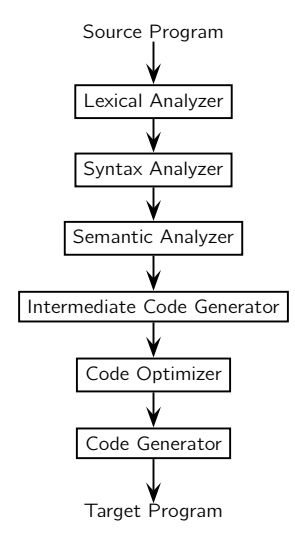 Source Program
Lexical Analyzer
Syntax Analyzer
Semantic Analyzer
Intermediate Code Generator
Code Optimizer
Code Generator
Target Program